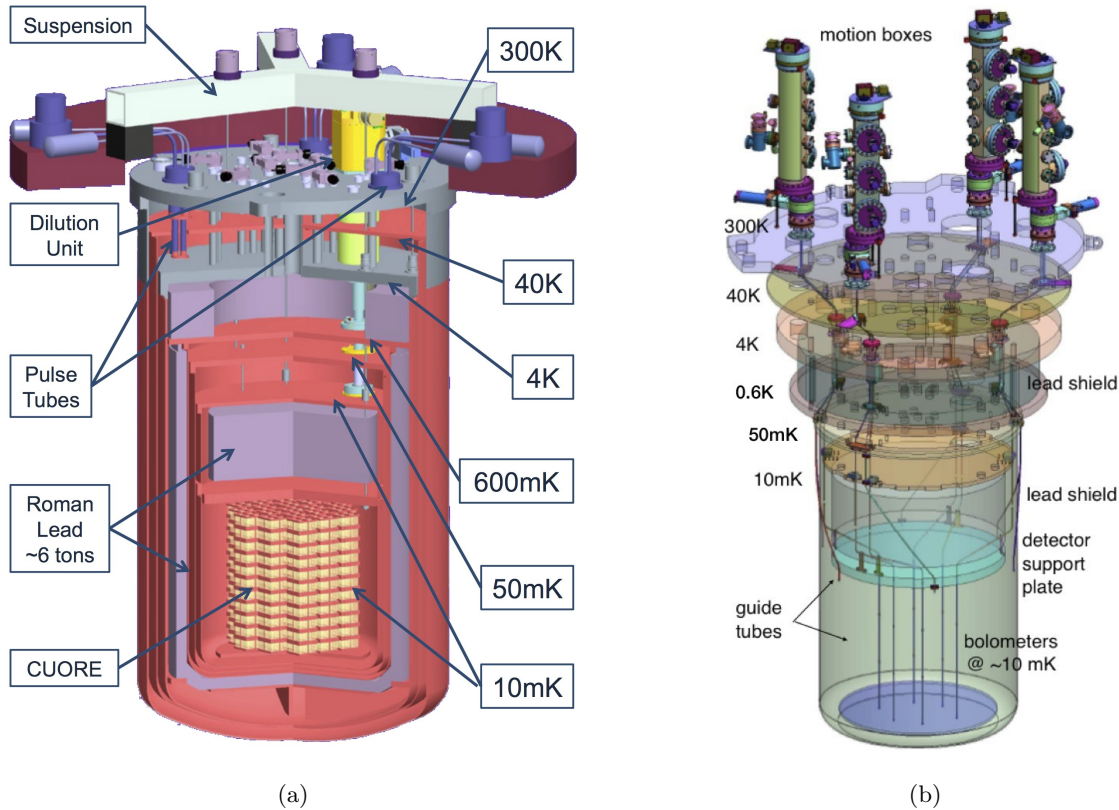 Suspension
300K
Dilution
Unit
40K
Pulse
Tubes
4K
Roman
Lead
~6 tons
600mK
50mK
CUORE
10mK
(a)
motion boxes
300K
40K
4K
0.6K
lead shield
50mK
10mK
lead shield
detector
support
plate
guide
tubes
bolometers
@ ~10 mK
(b)